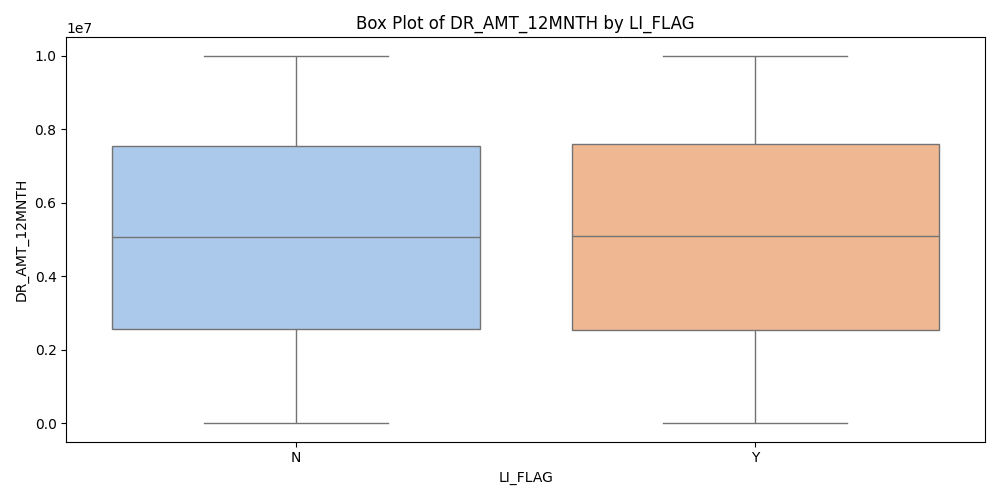 Box Plot of DR_AMT_12MNTH by LI_FLAG
1e7
1.0
0.8
0.6
0.4
0.2
0.0
DR_AMT_12MNTH
N
Y
LI_FLAG